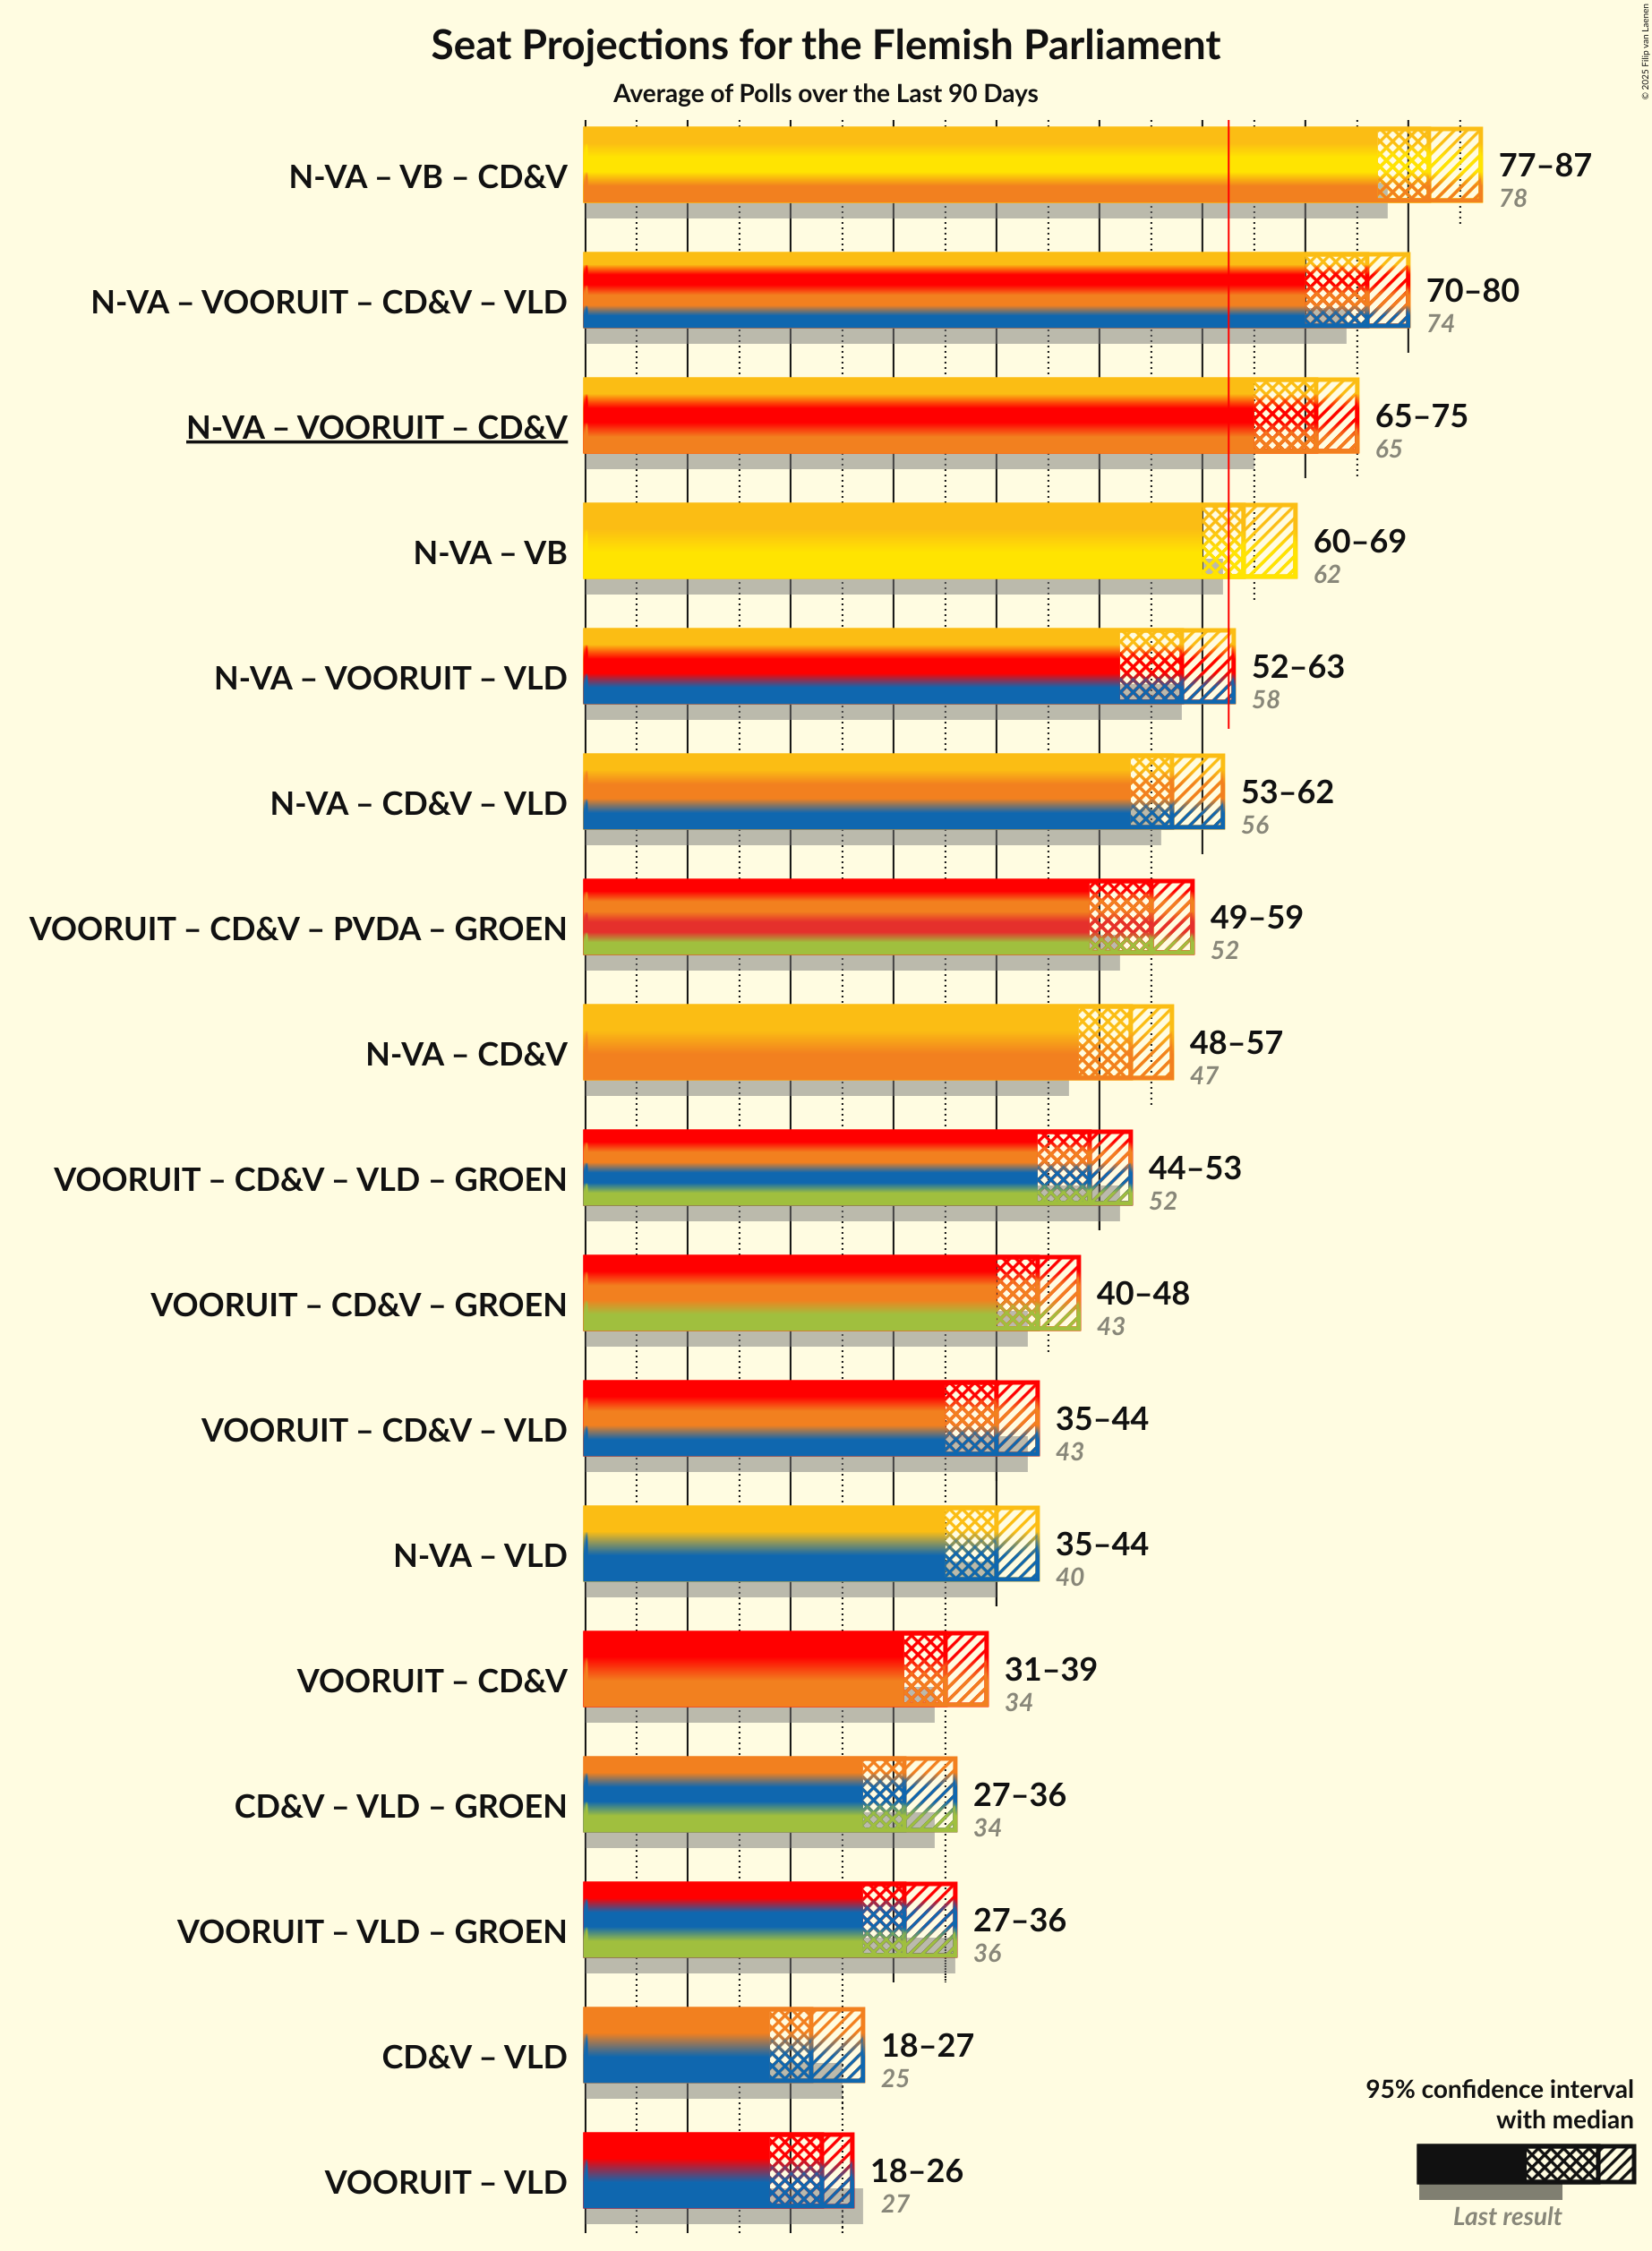 Seat Projections for the Flemish Parliament
Average of Polls over the Last 90 Days
© 2025 Filip van Laenen
N-VA – VB – CD&V
77–87
78
N-VA – VOORUIT – CD&V – VLD
70–80
74
N-VA – VOORUIT – CD&V
65–75
65
N-VA – VB
60–69
62
N-VA – VOORUIT – VLD
52–63
58
N-VA – CD&V – VLD
53–62
56
VOORUIT – CD&V – PVDA – GROEN
49–59
52
N-VA – CD&V
48–57
47
VOORUIT – CD&V – VLD – GROEN
44–53
52
VOORUIT – CD&V – GROEN
40–48
43
VOORUIT – CD&V – VLD
35–44
43
N-VA – VLD
35–44
40
VOORUIT – CD&V
31–39
34
CD&V – VLD – GROEN
27–36
34
VOORUIT – VLD – GROEN
27–36
36
CD&V – VLD
18–27
25
VOORUIT – VLD
18–26
27
95% confidence interval
with median
Last result